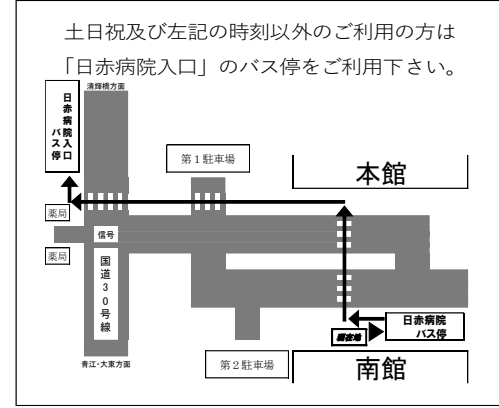 土日祝及び左記の時刻以外のご利用の方は
「日赤病院入口」のバス停をご利用下さい。
清輝橋方面
日赤病院入口
バス停
第1駐車場
本館
薬局
信号
薬局
国道30号線
日赤病院
バス停
現在地
青江・大東方面
第2駐車場
南館